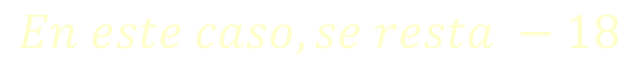 En este caso, se resta − 18